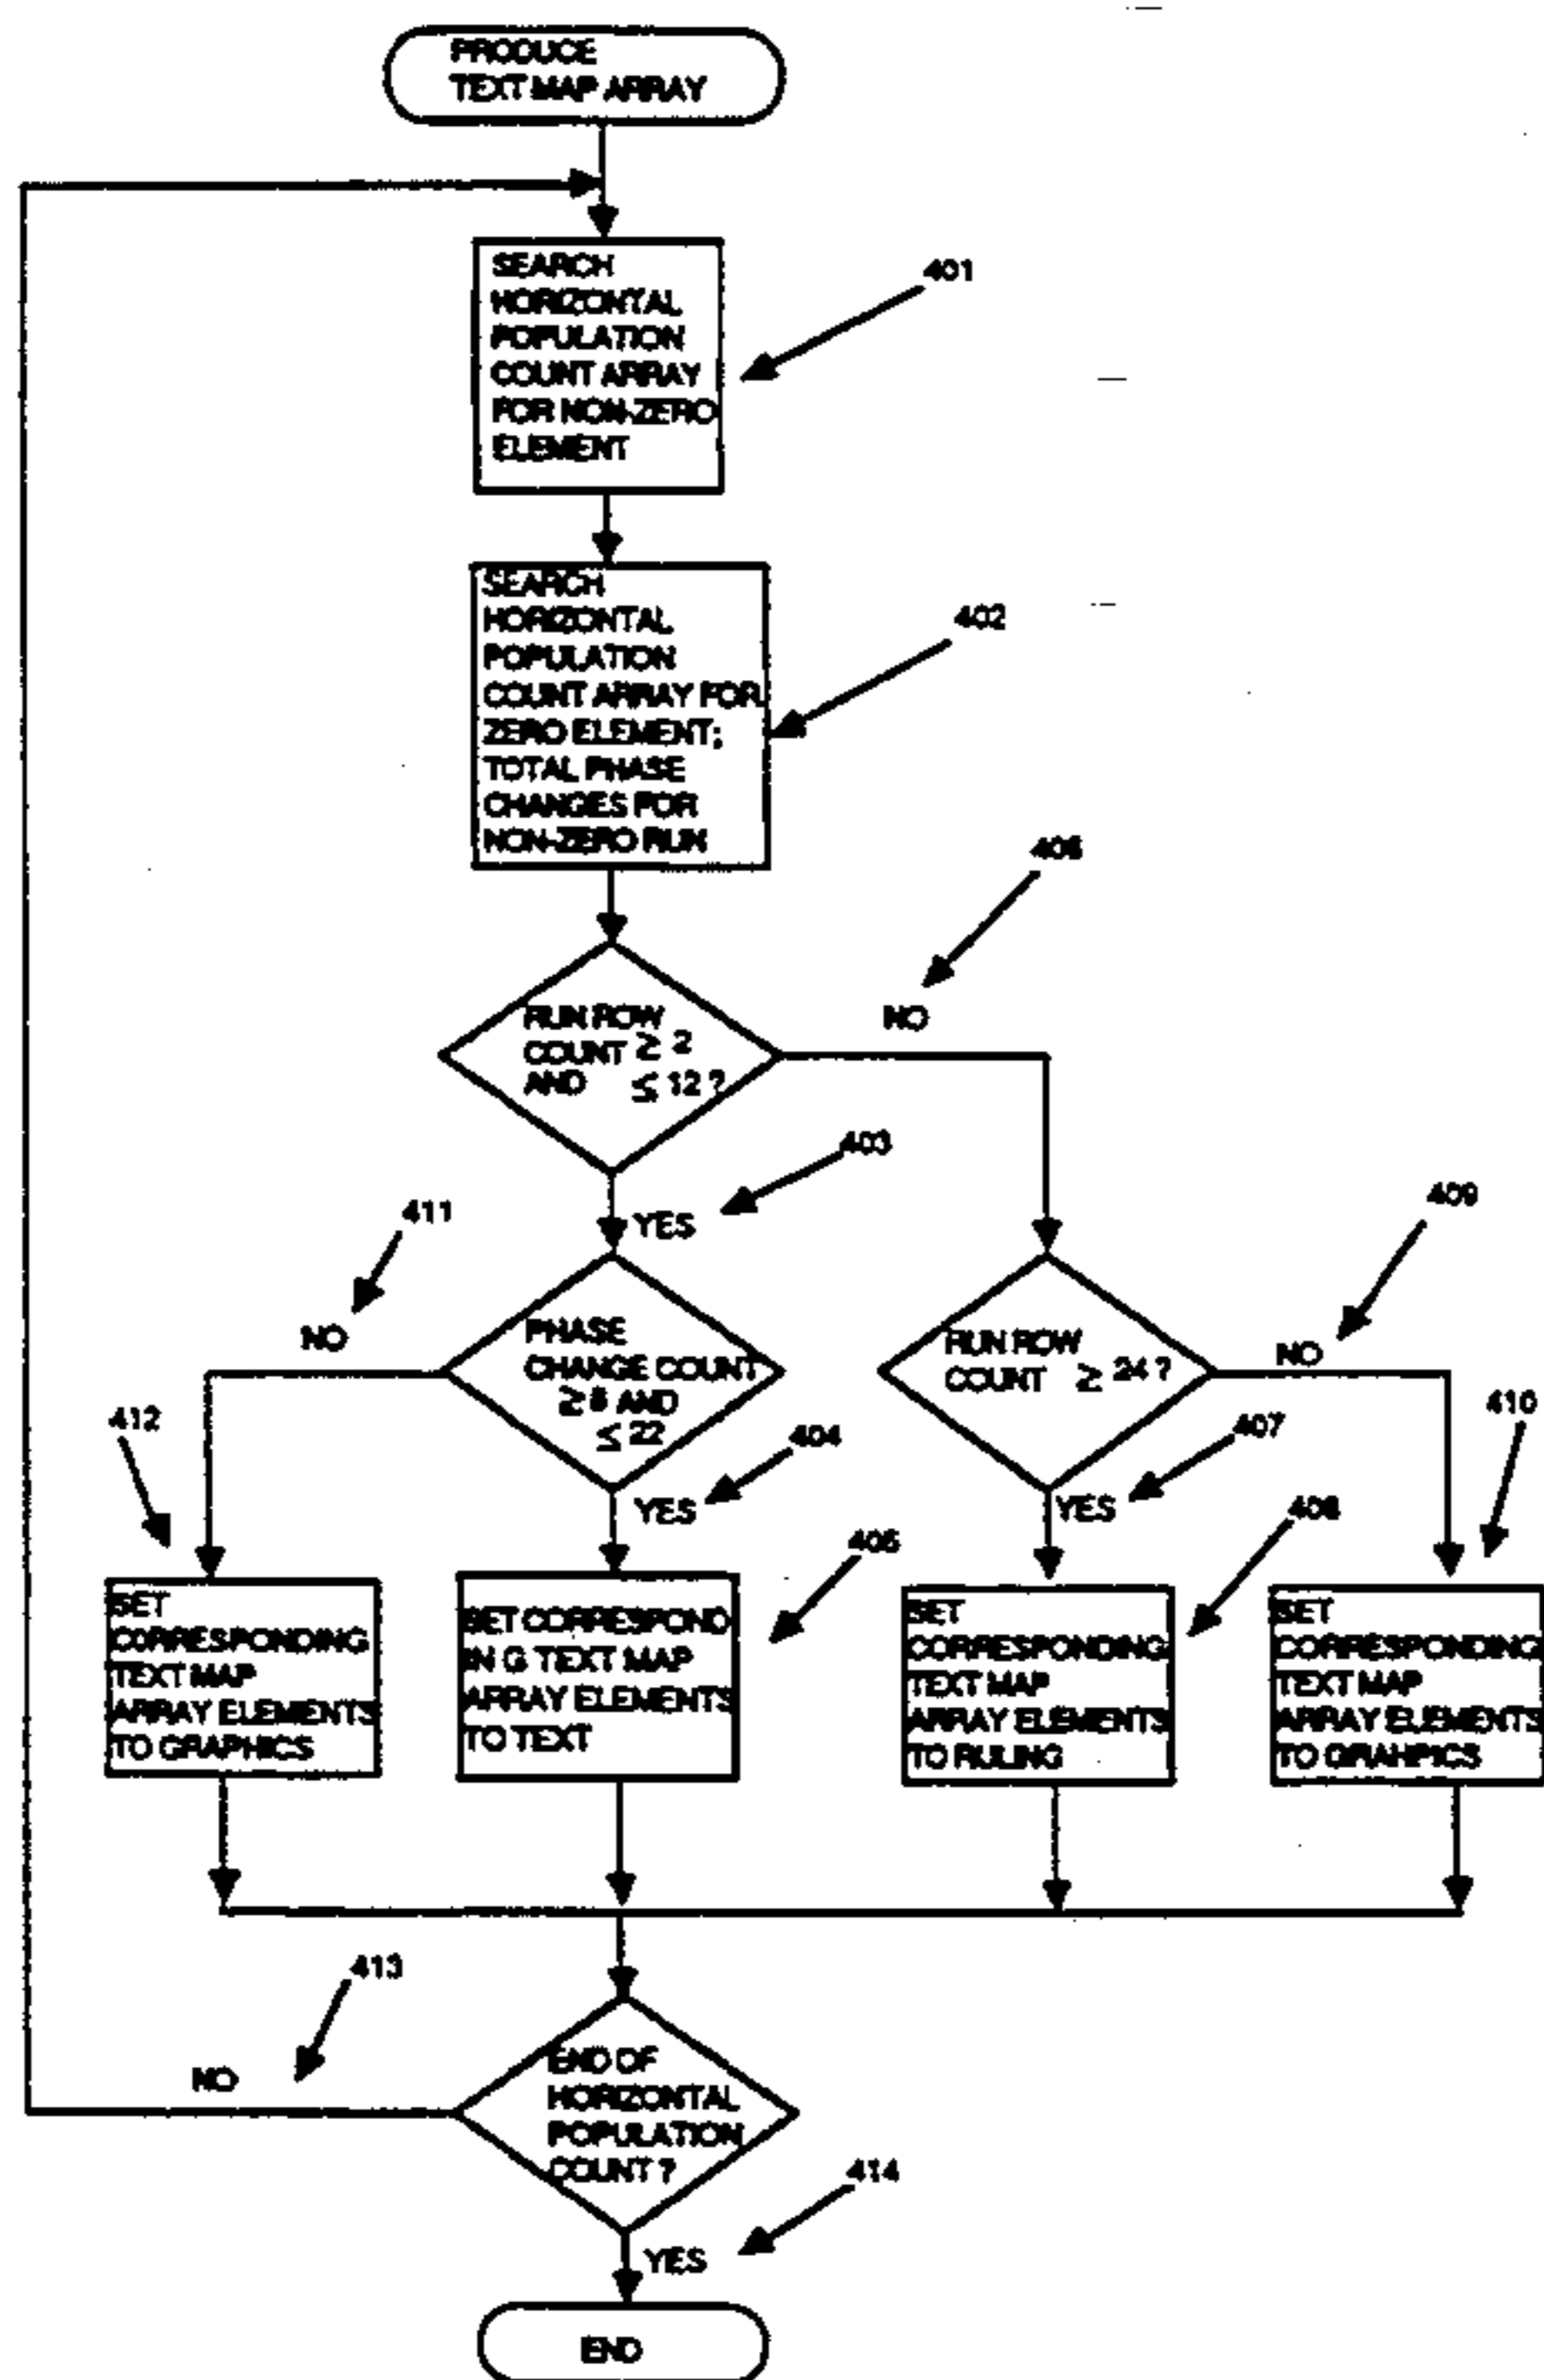 PRODUCE
TEXT MAP ARRAY
SEARCH
HORIZONTAL
POPULATION
COUNT ARRAY
FOR NON-ZERO
ELEMENT
401
SEARCH
HORIZONTAL
POPULATION
COUNT ARRAY FOR
ZERO ELEMENT;
TOTAL PHASE
CHANGES FOR
NON-ZERO RUN
402
RUN ROW
COUNT ≥ 2
AND ≤ 12 ?
NO
403
YES
411
NO
PHASE
CHANGE COUNT
AND
≤ 22
404
YES
RUN ROW
COUNT ≥ 24 ?
409
NO
407
YES
412
SET
CORRESPONDING
TEXT MAP
ARRAY ELEMENTS
TO GRAPHICS
405
SET CORRESPOND
IN G TEXT MAP
ARRAY ELEMENTS
TO TEXT
408
SET
CORRESPONDING
TEXT MAP
ARRAY ELEMENTS
TO RULING
410
SET
CORRESPONDING
TEXT MAP
ARRAY ELEMENTS
TO GRAHPICS
413
NO
END OF
HORIZONTAL
POPULATION
COUNT ?
414
YES
END